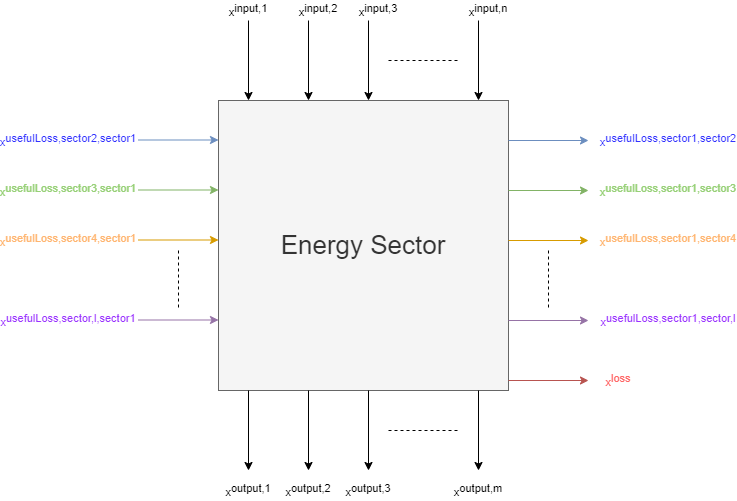 x^input,1 x^input,2 x^input,3 x^input,n
x^usefulLoss,sector2,sector1 x^usefulLoss,sector1,sector2
x^usefulLoss,sector3,sector1 x^usefulLoss,sector1,sector3
x^usefulLoss,sector4,sector1 x^usefulLoss,sector1,sector4
Energy Sector
x^usefulLoss,sector,l,sector1 x^usefulLoss,sector1,sector,l
x^loss
x^output,1 x^output,2 x^output,3 x^output,m